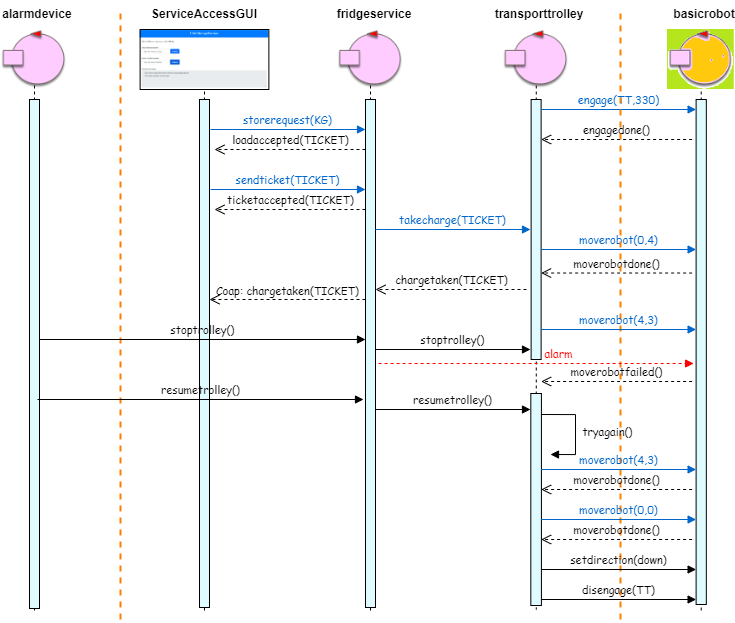 alarmdevice ServiceAccessGUI fridgeservice transporttrolley basicrobot
engage(TT,330)
storerequest(KG)
engagedone()
loadaccepted(TICKET)
sendticket(TICKET)
ticketaccepted(TICKET)
takecharge(TICKET)
moverobot(0,4)
moverobotdone()
chargetaken(TICKET)
Coap: chargetaken(TICKET)
moverobot(4,3)
stoptrolley()
stoptrolley()
alarm
moverobotfailed()
resumetrolley()
resumetrolley()
tryagain()
moverobot(4,3)
moverobotdone()
moverobot(0,0)
moverobotdone()
setdirection(down)
disengage(TT)